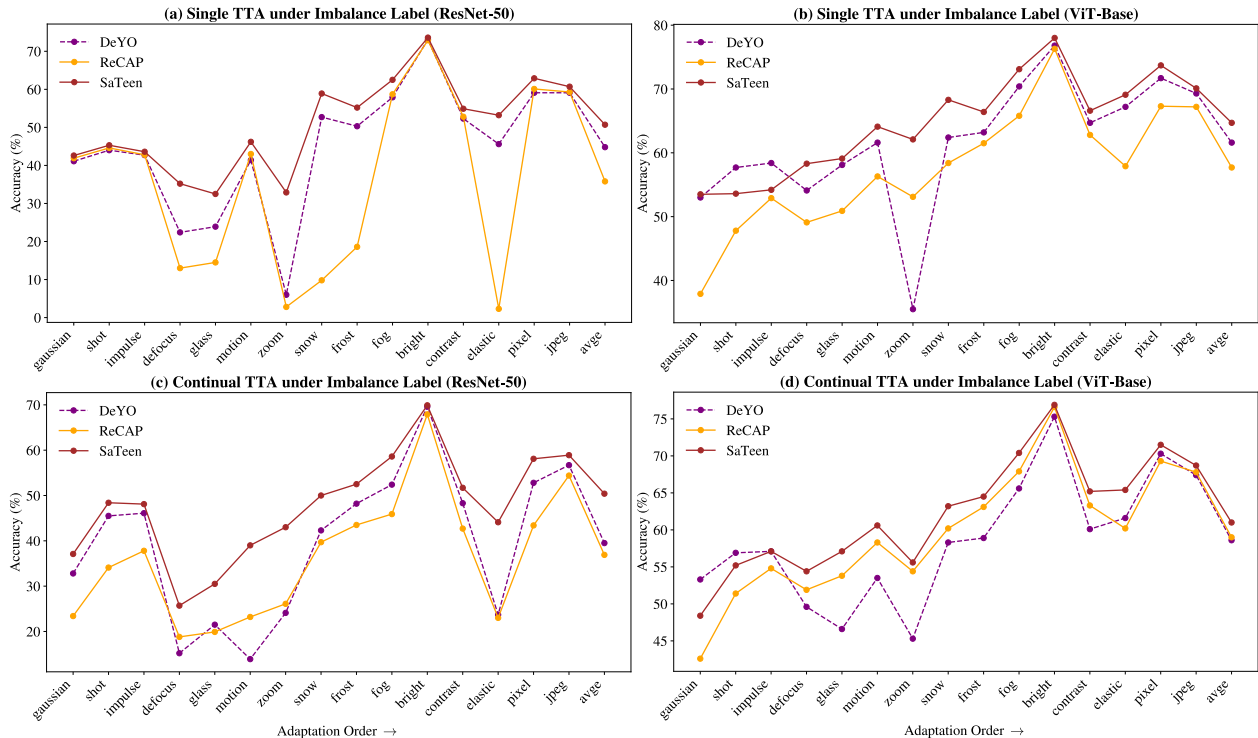 (a) Single TTA under Imbalance Label (ResNet-50)
DeYO
ReCAP
SaTeen
Accuracy (%)
70
60
50
40
30
20
10
0
gaussian
shot
impulse
defocus
glass
motion
zoom
snow
frost
fog
bright
contrast
elastic
pixel
jpeg
avge
(b) Single TTA under Imbalance Label (ViT-Base)
DeYO
ReCAP
SaTeen
Accuracy (%)
80
70
60
50
40
gaussian
shot
impulse
defocus
glass
motion
zoom
snow
frost
fog
bright
contrast
elastic
pixel
jpeg
avge
(c) Continual TTA under Imbalance Label (ResNet-50)
DeYO
ReCAP
SaTeen
Accuracy (%)
70
60
50
40
30
20
gaussian
shot
impulse
defocus
glass
motion
zoom
snow
frost
fog
bright
contrast
elastic
pixel
jpeg
avge
Adaptation Order →
(d) Continual TTA under Imbalance Label (ViT-Base)
DeYO
ReCAP
SaTeen
Accuracy (%)
75
70
65
60
55
50
45
gaussian
shot
impulse
defocus
glass
motion
zoom
snow
frost
fog
bright
contrast
elastic
pixel
jpeg
avge
Adaptation Order →